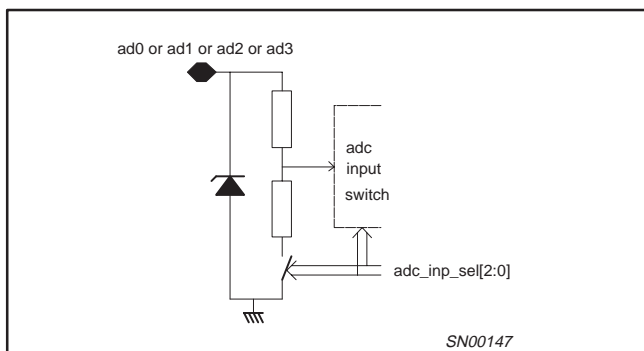 ad0 or ad1 or ad2 or ad3
adc
input
switch
adc_inp_sel[2:0]
SN00147